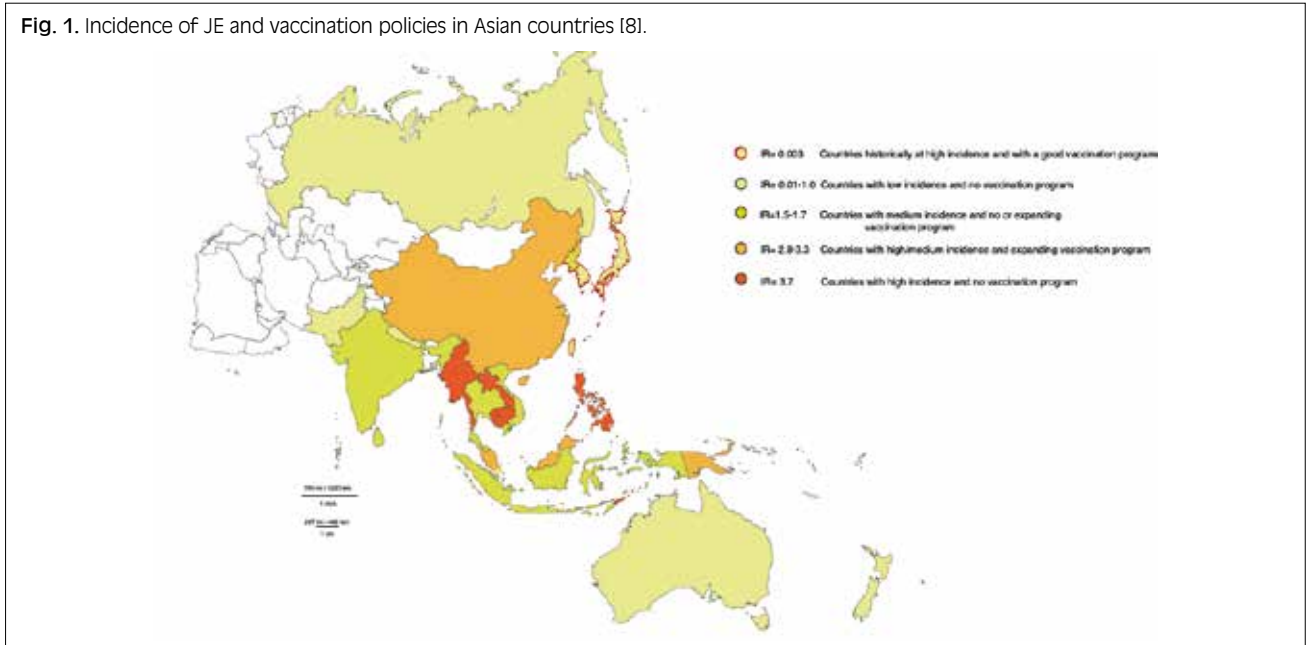 Fig. 1. Incidence of JE and vaccination policies in Asian countries [8].
IR= 0.003 Countries historically at high incidence and with a good vaccination programs
IR= 0.01-1.0 Countries with low incidence and no vaccination program
IR=1.5-1.7 Countries with medium incidence and no or expanding
vaccination program
IR= 2.8-3.3 Countries with high/medium incidence and expanding vaccination program
IR= 3.7 Countries with high incidence and no vaccination program